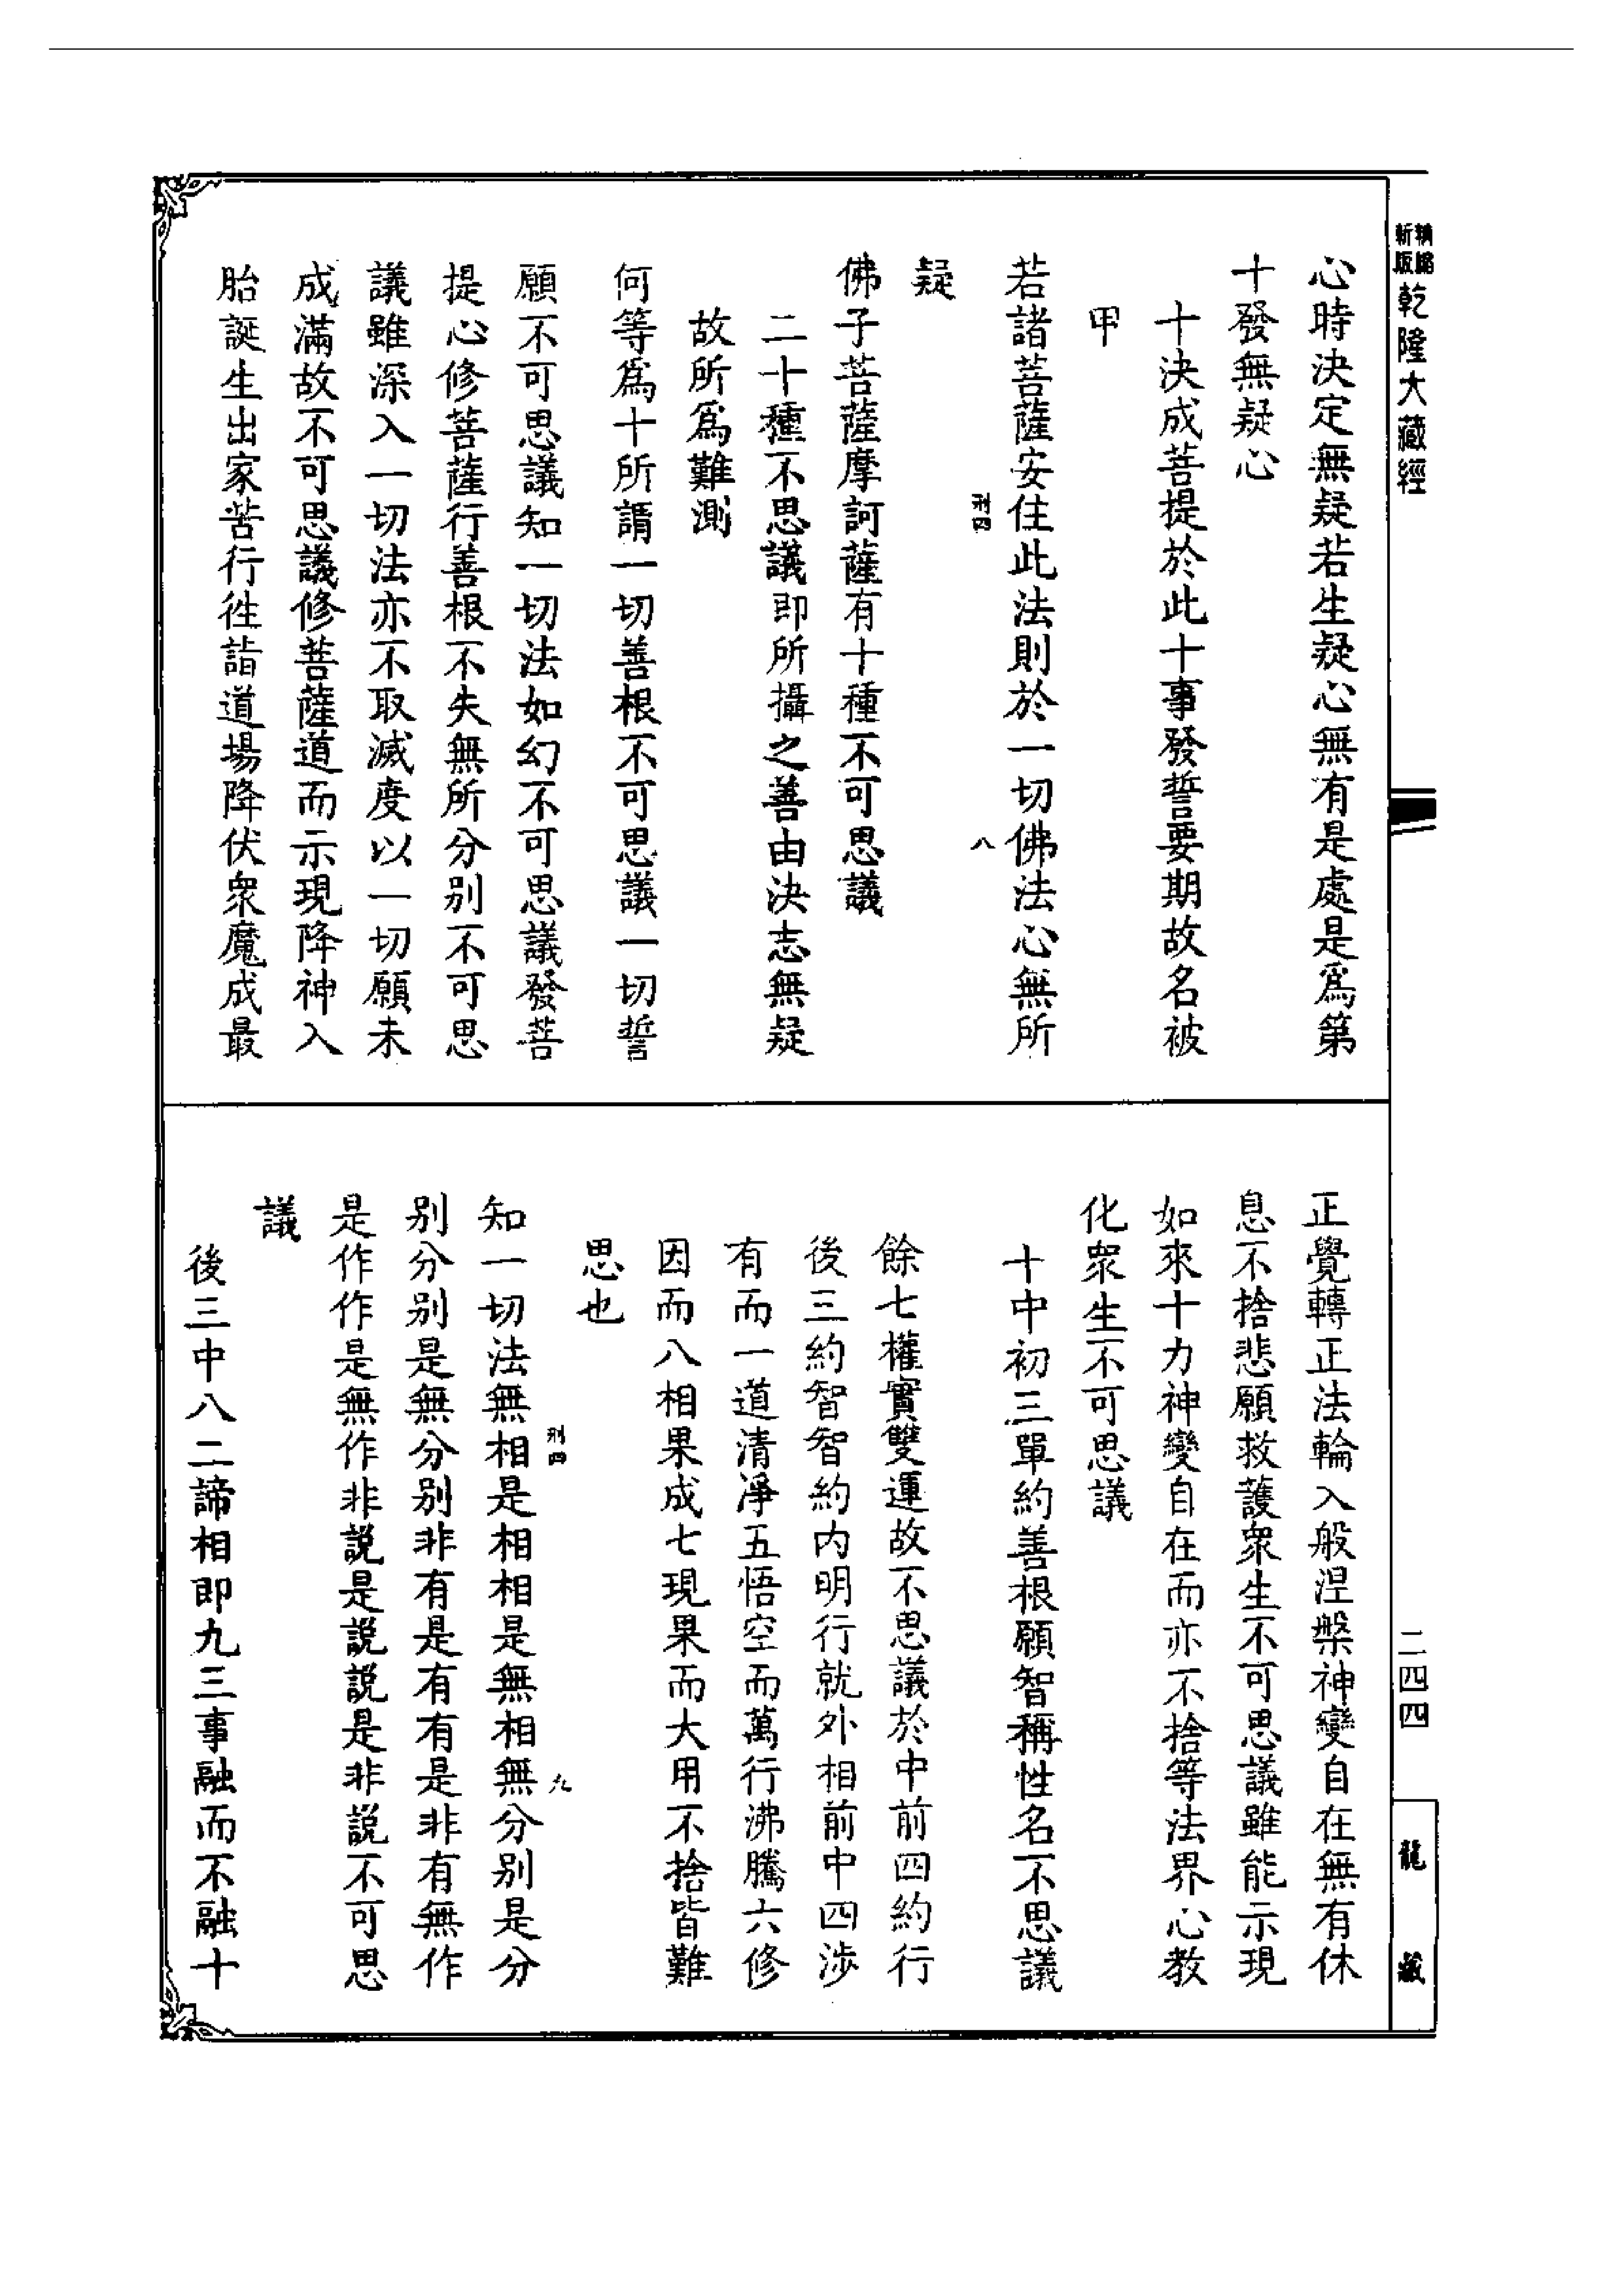 精縮新版乾隆大藏經
心時決定無疑若生疑心無有是處是爲第
十發無疑心
十決成菩提於此十事發誓要期故名被
甲
若諸菩薩安住此法則於一切佛法心無所
刑四
八
疑
佛子菩薩摩訶薩有十種不可思議
二十種不思議即所攝之善由決志無疑
故所爲難測
何等爲十所謂一切善根不可思議一切誓
願不可思議知一切法如幻不可思議發菩
提心修菩薩行善根不失無所分別不可思
議雖深入一切法亦不取滅度以一切願未
成滿故不可思議修菩薩道而示現降神入
胎誕生出家苦行徃詣道場降伏衆魔成最
正覺轉正法輪入般涅槃神變自在無有休
息不捨悲願救護衆生不可思議雖能示現
如來十力神變自在而亦不捨等法界心教
化衆生不可思議
十中初三單約善根願智稱性名不思議
餘七權實雙運故不思議於中前四約行
後三約智智約内明行就外相前中四涉
有而一道清淨五悟空而萬行沸騰六修
因而八相果成七現果而大用不捨皆難
思也
刑四
九
知一切法無相是相相是無相無分別是分
別分別是無分別非有是有有是非有無作
是作作是無作非説是説説是非説不可思
議
後三中八二諦相即九三事融而不融十
二四四
龍藏